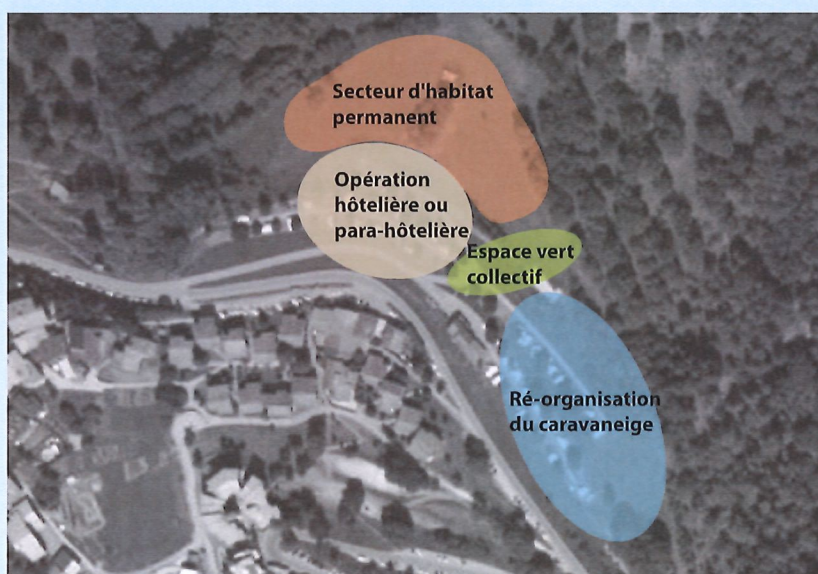 Secteur d'habitat
permanent
Opération
hôtelière ou
para-hôtelière
Espace vert
collectif
Ré-organisation
du caravaneige